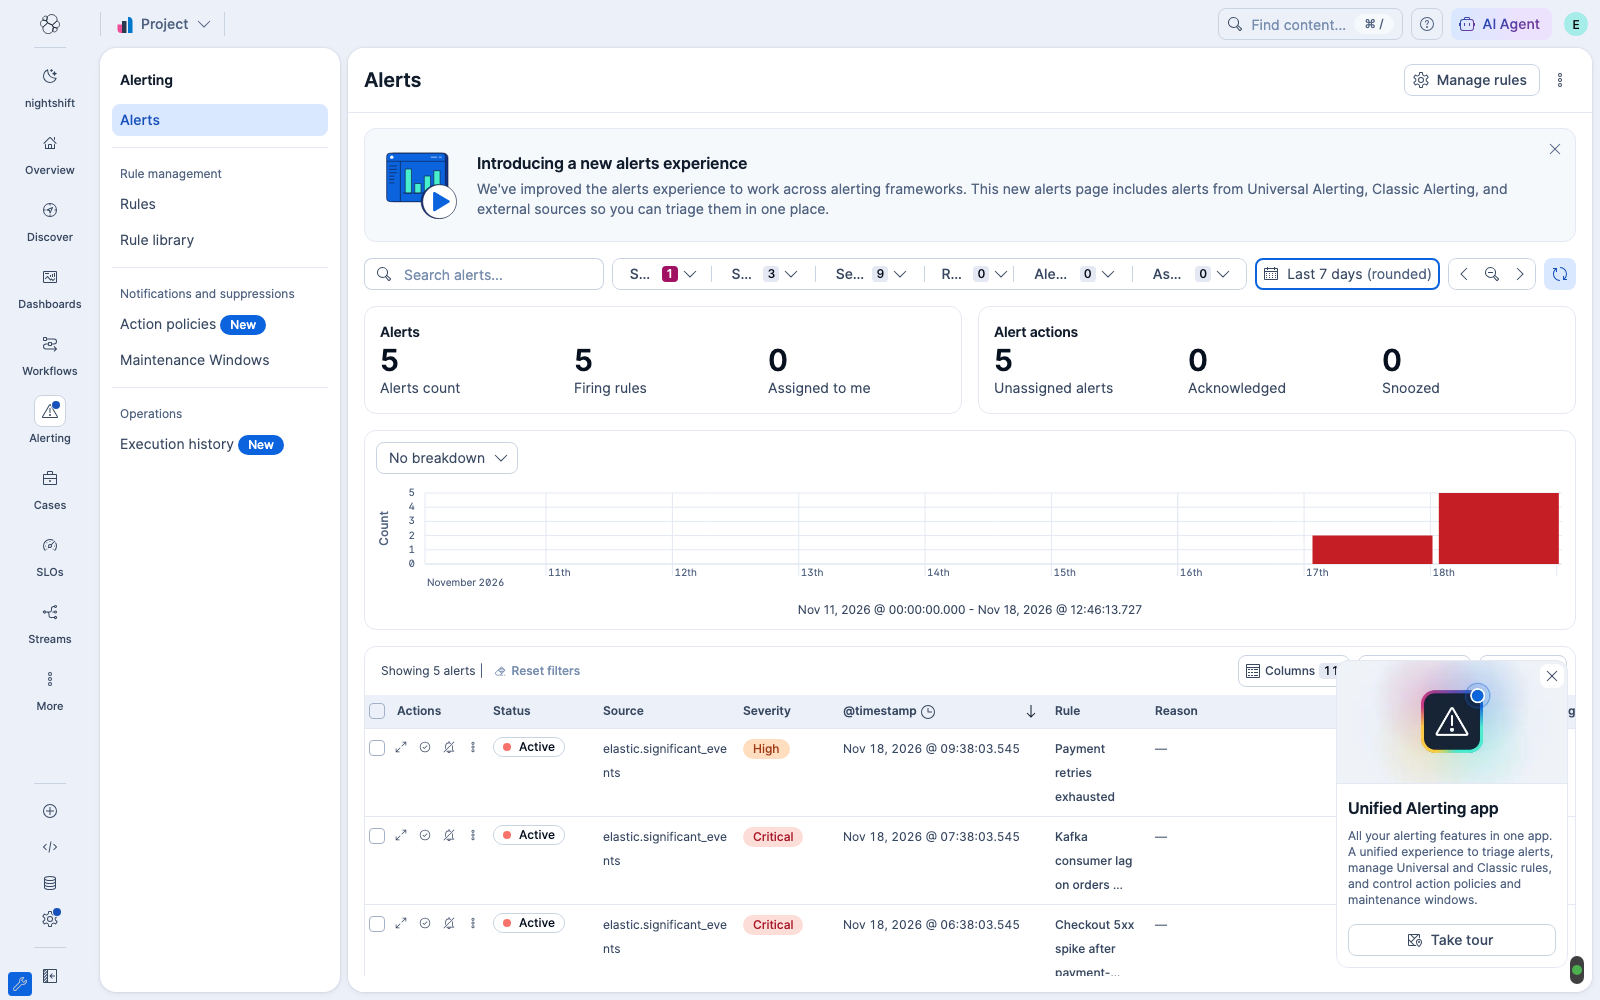 Project
Find content...
⌘ /
AI Agent
E
nightshift
Overview
Discover
Dashboards
Workflows
Alerting
Cases
SLOs
Streams
More
Alerting
Alerts
Rule management
Rules
Rule library
Notifications and suppressions
Action policies New
Maintenance Windows
Operations
Execution history New
Alerts
Manage rules
Introducing a new alerts experience
We've improved the alerts experience to work across alerting frameworks. This new alerts page includes alerts from Universal Alerting, Classic Alerting, and
external sources so you can triage them in one place.
Search alerts...
S... 1
S... 3
Se... 9
R... 0
Ale... 0
As... 0
Last 7 days (rounded)
Alerts
5
5
0
Alerts count
Firing rules
Assigned to me
Alert actions
5
0
0
Unassigned alerts
Acknowledged
Snoozed
No breakdown
Count
5
4
3
2
1
0
11th
12th
13th
14th
15th
16th
17th
18th
November 2026
Nov 11, 2026 @ 00:00:00.000 - Nov 18, 2026 @ 12:46:13.727
Showing 5 alerts
Reset filters
Columns 11
Actions
Status
Source
Severity
@timestamp
Rule
Reason
Active
elastic.significant_eve
nts
High
Nov 18, 2026 @ 09:38:03.545
Payment
retries
exhausted
—
Active
elastic.significant_eve
nts
Critical
Nov 18, 2026 @ 07:38:03.545
Kafka
consumer lag
on orders ...
—
Active
elastic.significant_eve
nts
Critical
Nov 18, 2026 @ 06:38:03.545
Checkout 5xx
spike after
payment-...
—
Unified Alerting app
All your alerting features in one app.
A unified experience to triage alerts,
manage Universal and Classic rules,
and control action policies and
maintenance windows.
Take tour